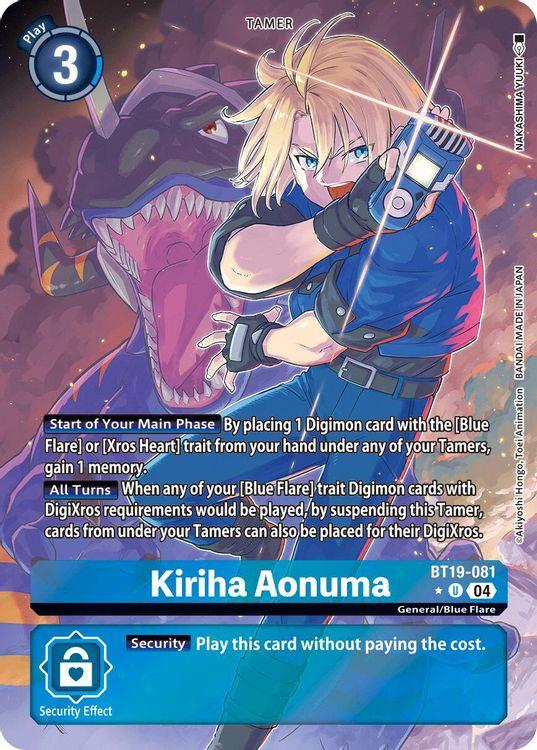 TAMER
Play
3
NAKASHIMA YUUKI
BANDAI MADE IN JAPAN
©Akiyoshi Hongo, Toei Animation
Start of Your Main Phase By placing 1 Digimon card with the [Blue
Flare] or [Xros Heart] trait from your hand under any of your Tamers,
gain 1 memory.
All Turns When any of your [Blue Flare] trait Digimon cards with
DigiXros requirements would be played, by suspending this Tamer,
cards from under your Tamers can also be placed for their DigiXros.
Kiriha Aonuma
BT19-081
★ U 04
General/Blue Flare
Security Play this card without paying the cost.
Security Effect